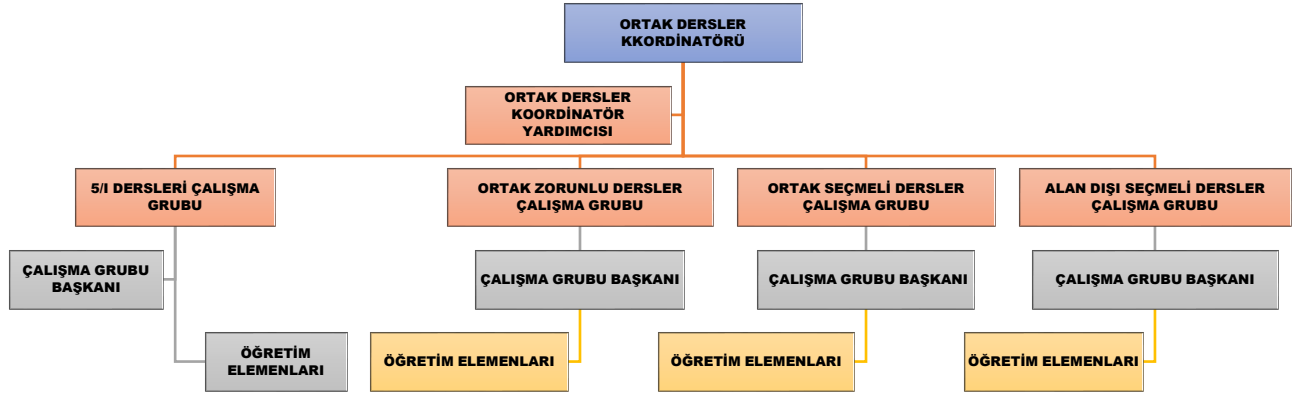 ORTAK DERSLER
KKORDİNATÖRÜ
ORTAK DERSLER
KOORDİNATÖR
YARDIMCISI
5/I DERSLERİ ÇALIŞMA
GRUBU
ORTAK ZORUNLU DERSLER
ÇALIŞMA GRUBU
ORTAK SEÇMELİ DERSLER
ÇALIŞMA GRUBU
ALAN DIŞI SEÇMELİ DERSLER
ÇALIŞMA GRUBU
ÇALIŞMA GRUBU
BAŞKANI
ÇALIŞMA GRUBU BAŞKANI
ÇALIŞMA GRUBU BAŞKANI
ÇALIŞMA GRUBU BAŞKANI
ÖĞRETİM
ELEMENLARI
ÖĞRETİM ELEMENLARI
ÖĞRETİM ELEMENLARI
ÖĞRETİM ELEMENLARI